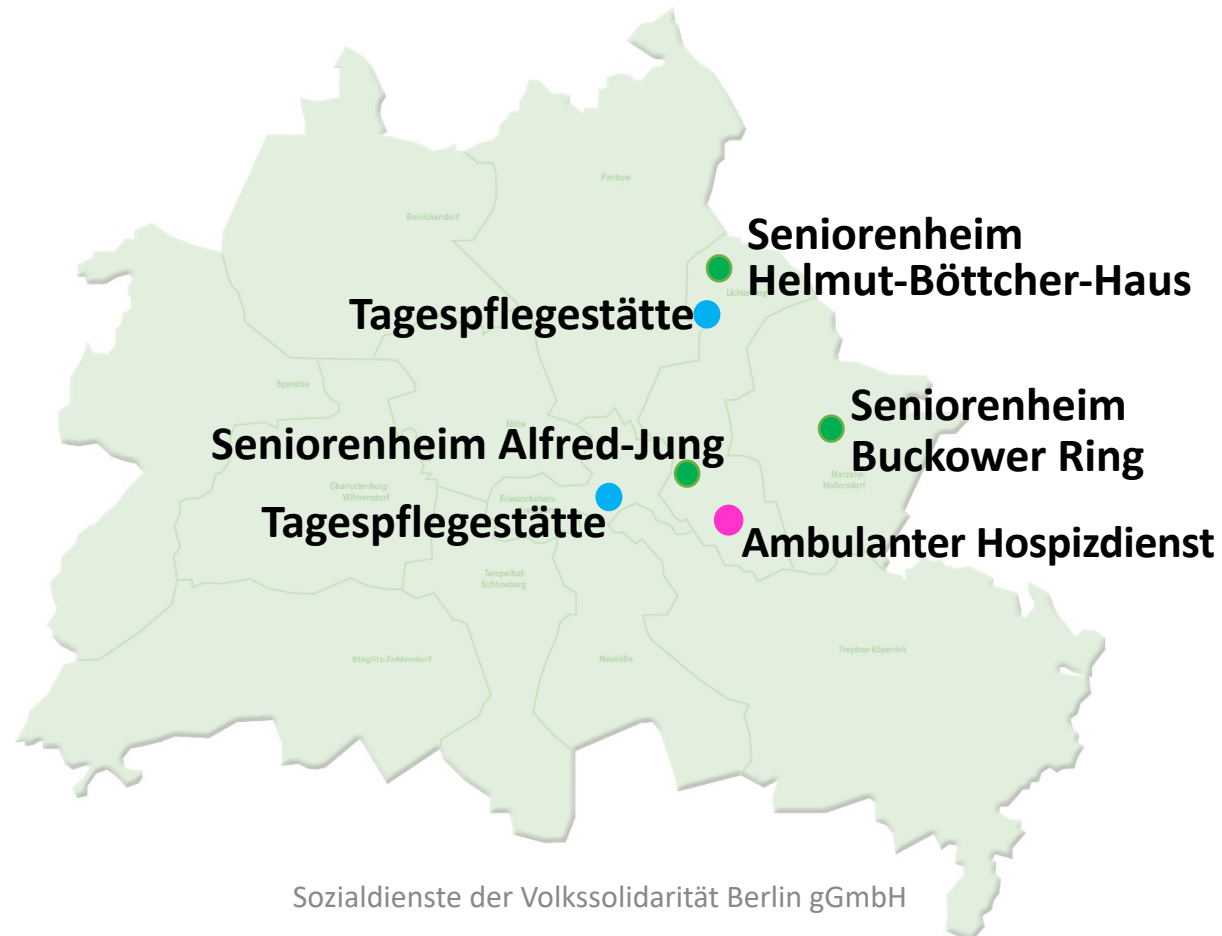 Pankow
Reinickendorf
Seniorenheim
Helmut-Böttcher-Haus
Tagespflegestätte
Spandau
Seniorenheim
Buckower Ring
Mitte
Seniorenheim Alfred-Jung
Marzahn-
Hellersdorf
Charlottenburg-
Wilmersdorf
Friedrichshain-
Tagespflegestätte
Ambulanter Hospizdienst
Tempelhof-
Schöneberg
Treptow-Köpenick
Steglitz-Zehlendorf
Neukölln
Sozialdienste der Volkssolidarität Berlin gGmbH